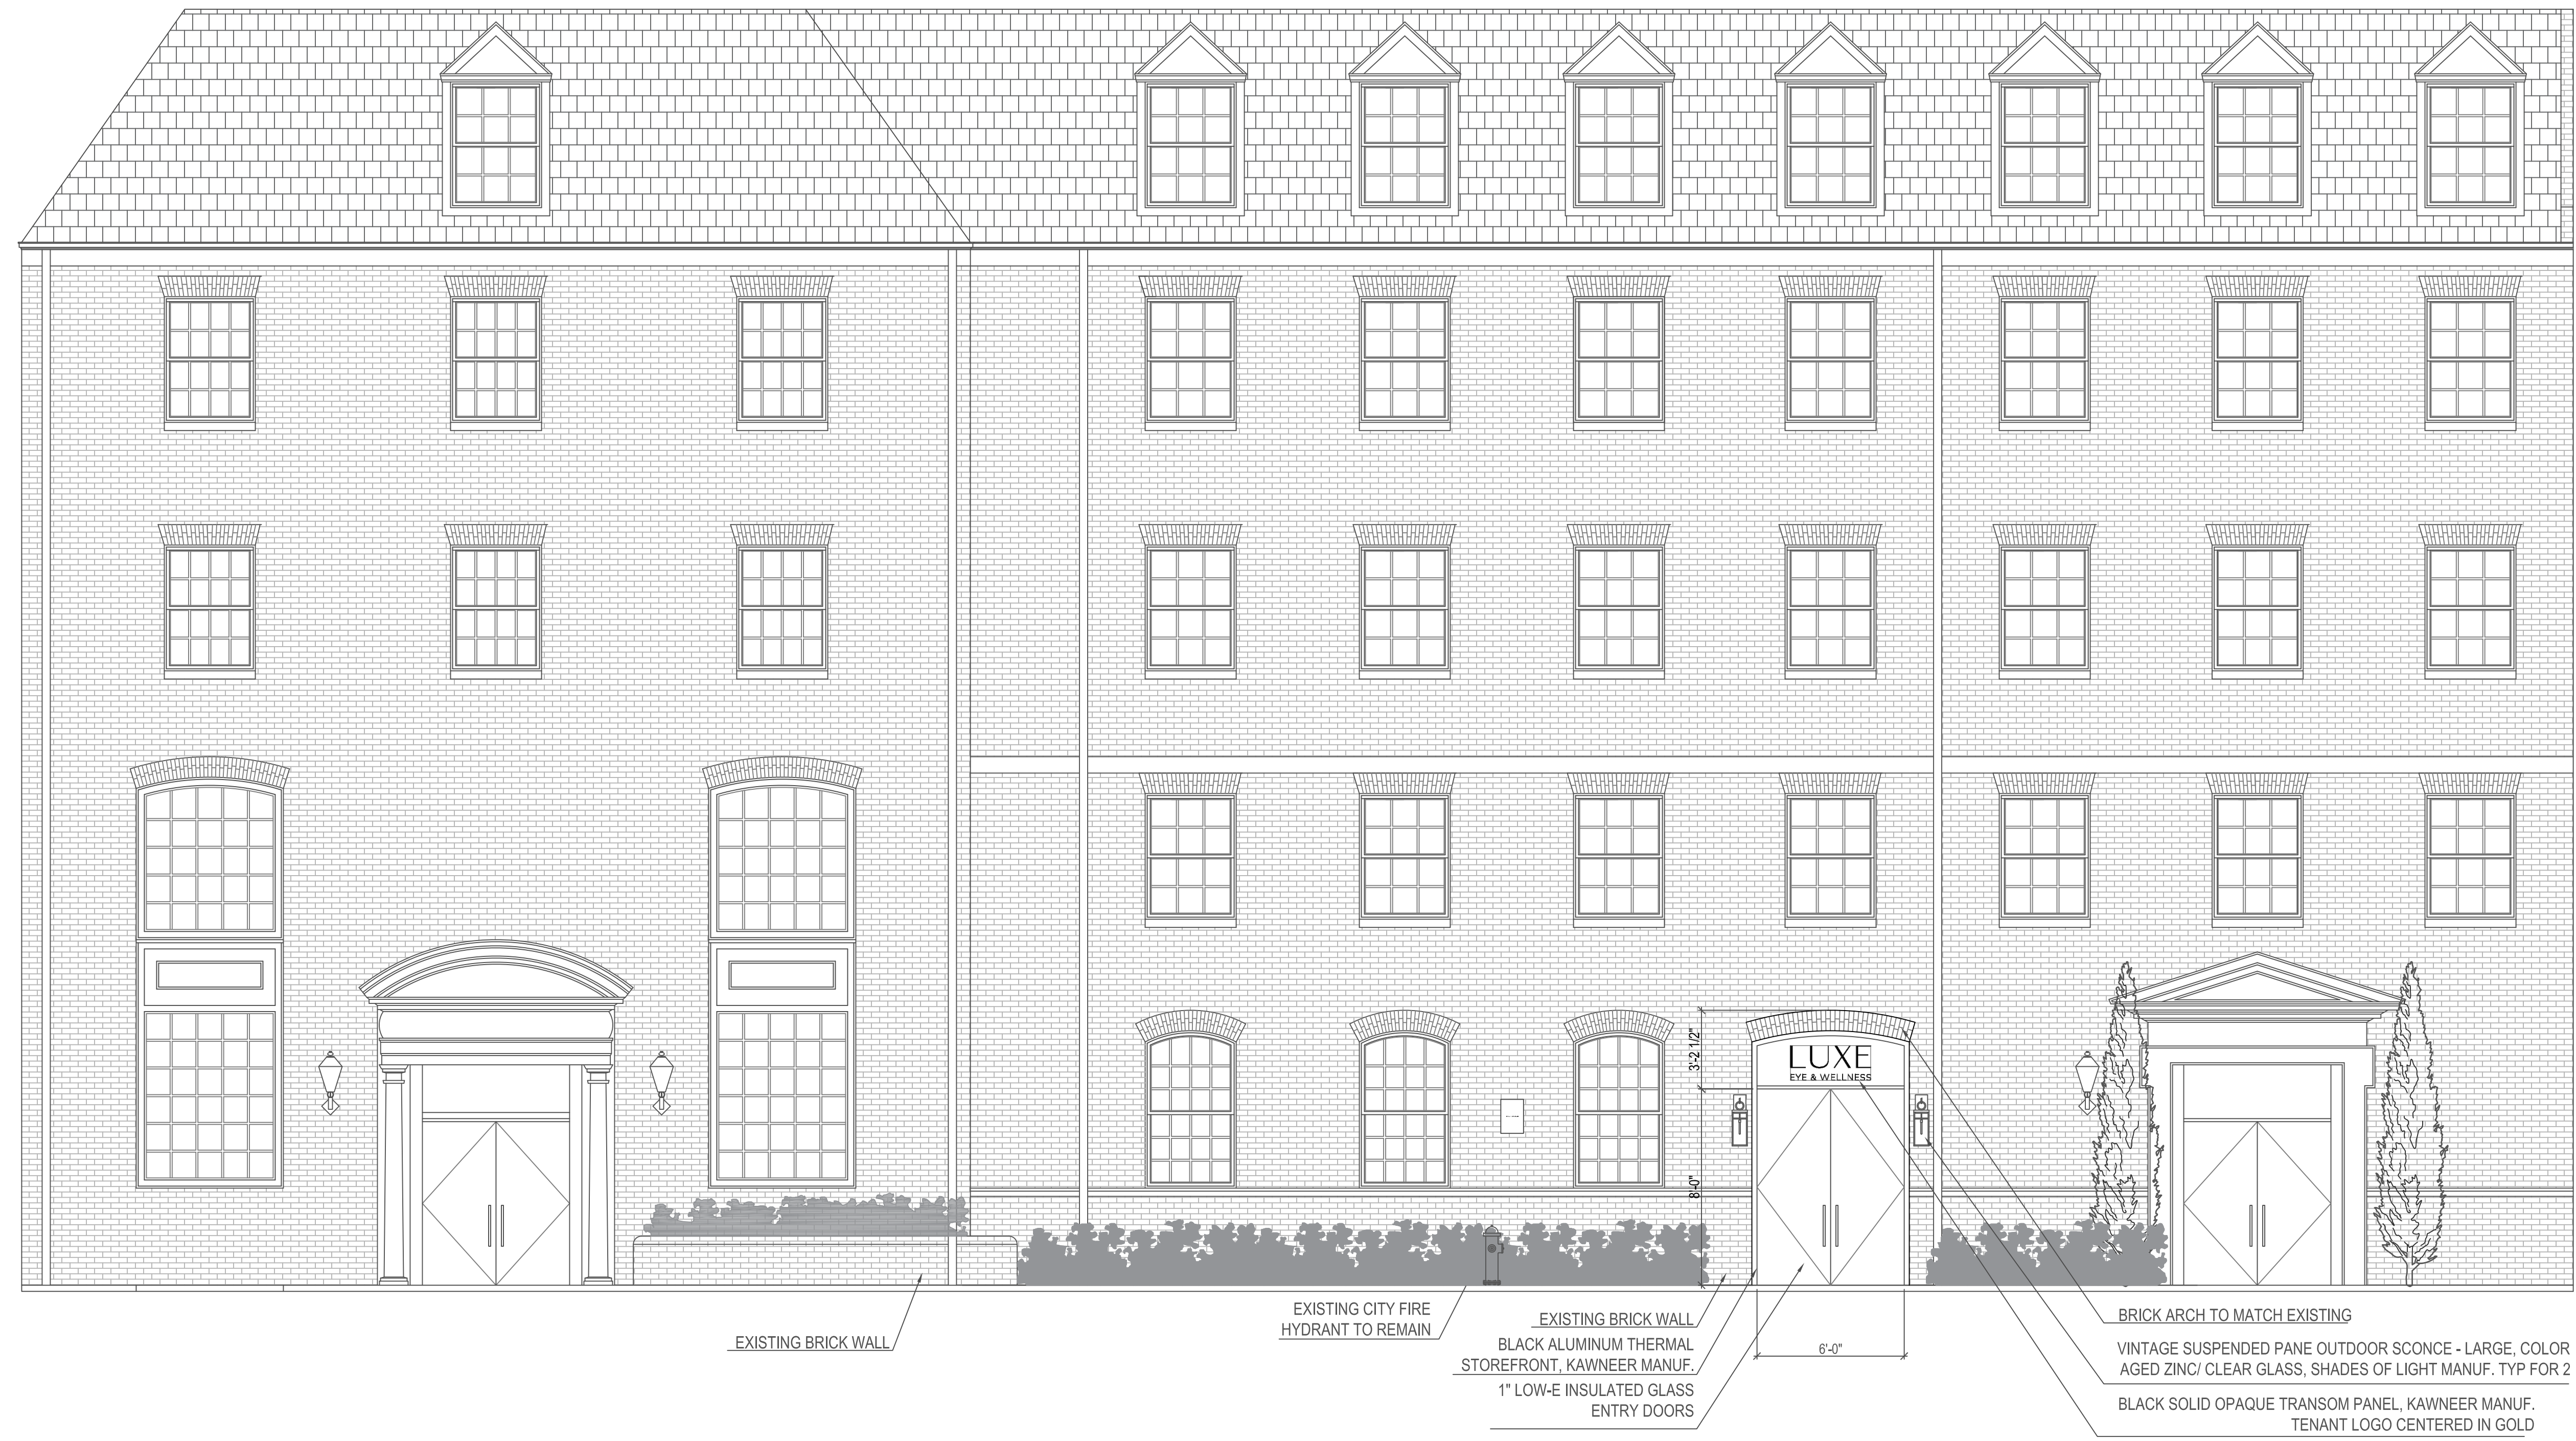 LUXE
EYE & WELLNESS
3'-2 1/2"
8'-0"
6'-0"
EXISTING BRICK WALL
EXISTING CITY FIRE
HYDRANT TO REMAIN
EXISTING BRICK WALL
BLACK ALUMINUM THERMAL
STOREFRONT, KAWNEER MANUF.
1" LOW-E INSULATED GLASS
ENTRY DOORS
BRICK ARCH TO MATCH EXISTING
VINTAGE SUSPENDED PANE OUTDOOR SCONCE - LARGE, COLOR
AGED ZINC/ CLEAR GLASS, SHADES OF LIGHT MANUF. TYP FOR 2
BLACK SOLID OPAQUE TRANSOM PANEL, KAWNEER MANUF.
TENANT LOGO CENTERED IN GOLD